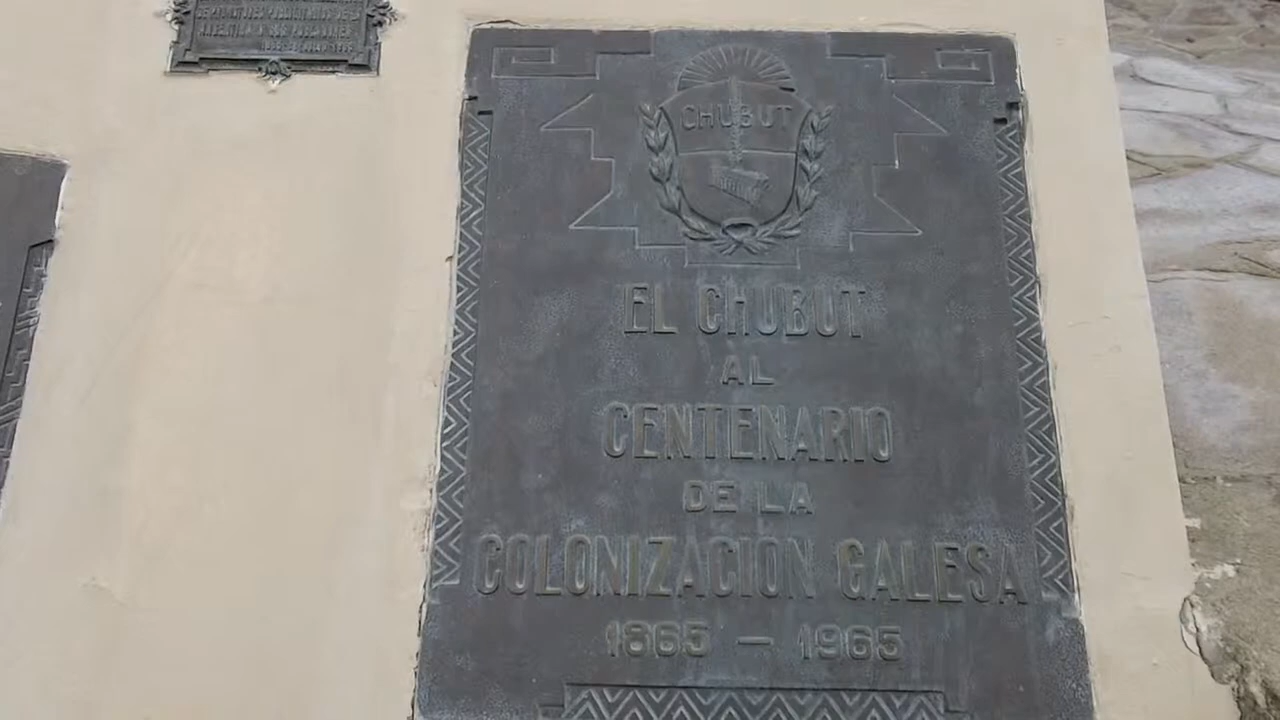 CHUBUT
EL CHUBUT
AL
CENTENARIO
DE LA
COLONIZACION GALESA
1865 — 1965